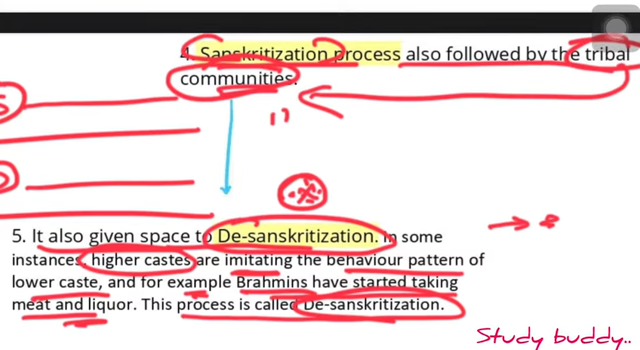 4. Sanskritization process also followed by the tribal
communities.
5. It also given space to De-sanskritization. In some
instances, higher castes are imitating the behaviour pattern of
lower caste, and for example Brahmins have started taking
meat and liquor. This process is called De-sanskritization.
Study buddy..